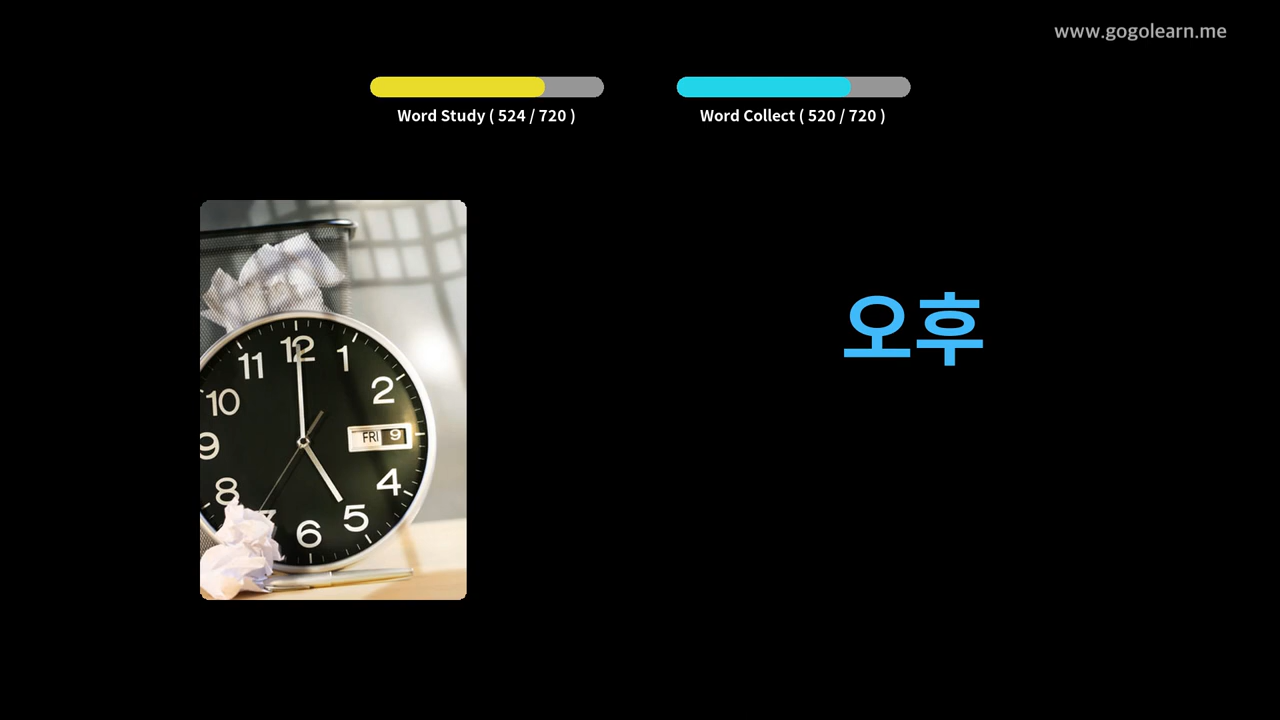 www.gogolearn.me
Word Study ( 524 / 720 )
Word Collect ( 520 / 720 )
오후
12
11
1
10
2
9
FRI 9
8
4
7
5
6